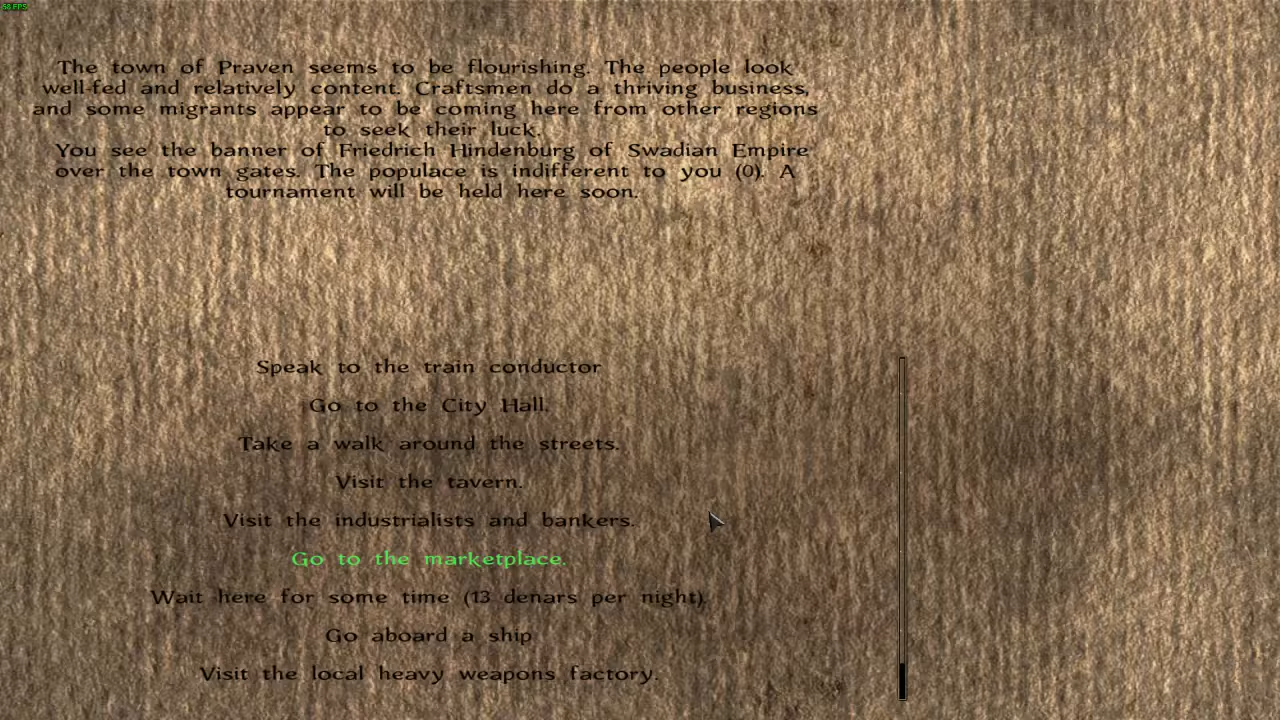 58 FPS
The town of Praven seems to be flourishing. The people look
well-fed and relatively content. Craftsmen do a thriving business,
and some migrants appear to be coming here from other regions
to seek their luck.
You see the banner of Friedrich Hindenburg of Swadian Empire
over the town gates. The populace is indifferent to you (0). A
tournament will be held here soon.
Speak to the train conductor
Go to the City Hall.
Take a walk around the streets.
Visit the tavern.
Visit the industrialists and bankers.
Go to the marketplace.
Wait here for some time (13 denars per night).
Go aboard a ship
Visit the local heavy weapons factory.